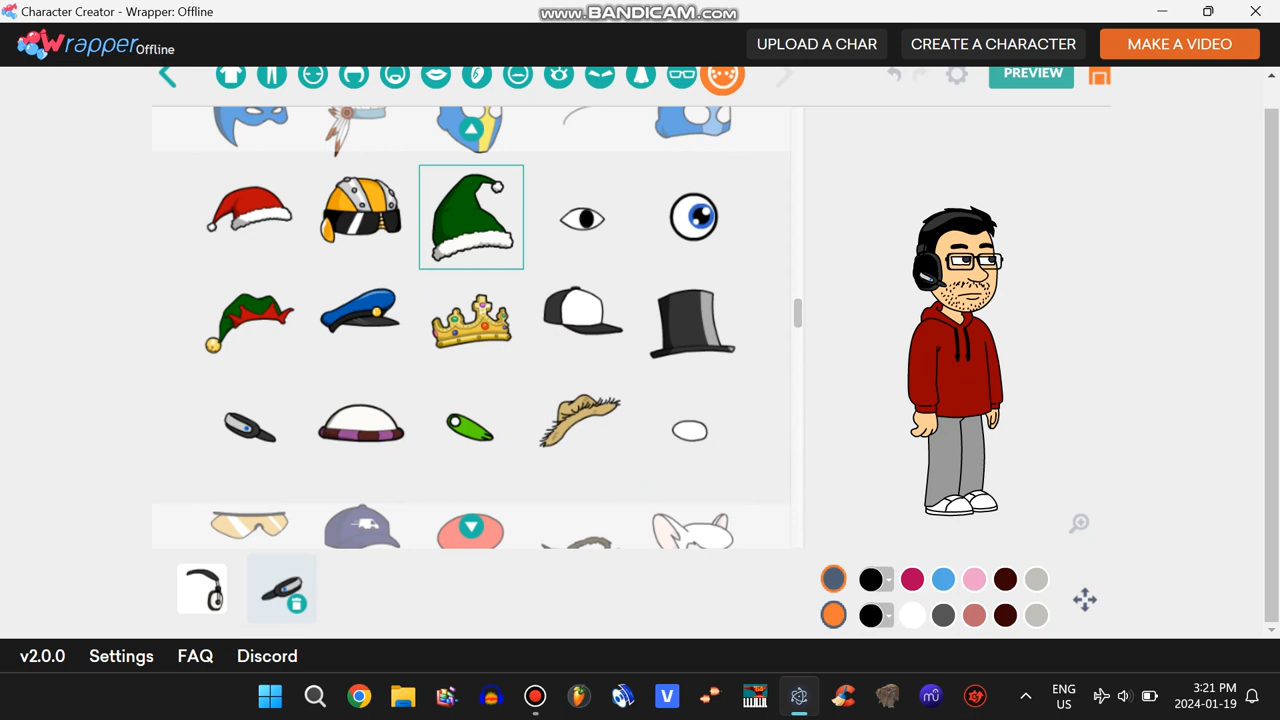 Character Creator - Wrapper: Offline
www.BANDICAM.com
Wrapper Offline
UPLOAD A CHAR
CREATE A CHARACTER
MAKE A VIDEO
PREVIEW
v2.0.0
Settings
FAQ
Discord
ENG
US
3:21 PM
2024-01-19